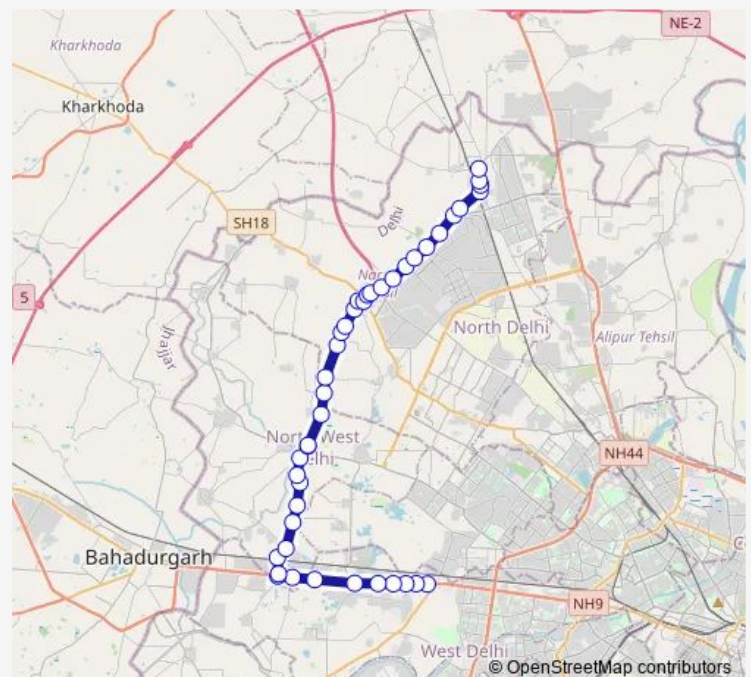 NE-2
Kharkhoda
Kharkhoda
SH18
Delhi
5
Jhajjar
North Delhi
Alipur Tehsil
North West
Delhi
NH44
Bahadurgarh
NH9
West Delhi
© OpenStreetMap contributors